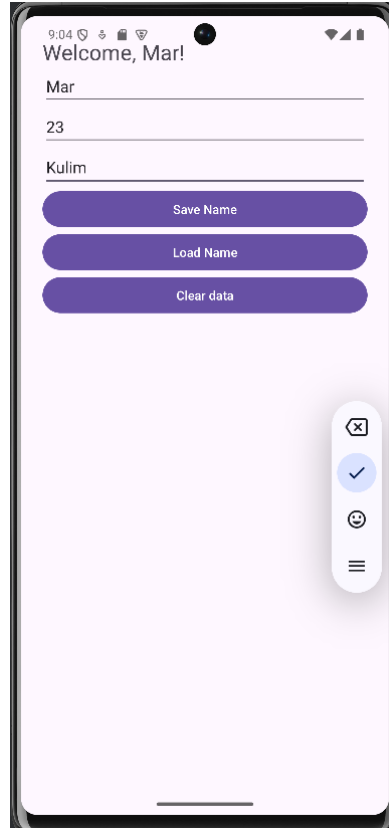 9:04
Welcome, Mar!
Mar
23
Kulim
Save Name
Load Name
Clear data